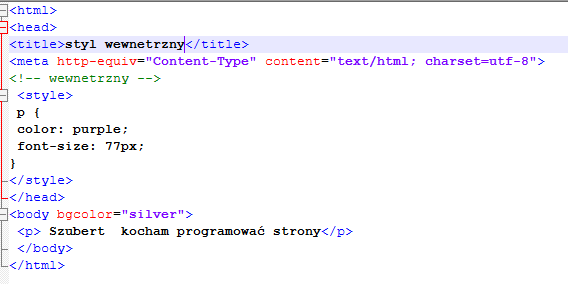 <html>
<head>
<title>styl wewnetrzny</title>
<meta http-equiv="Content-Type" content="text/html; charset=utf-8">
<!-- wewnetrzny -->
<style>
p {
color: purple;
font-size: 77px;
}
</style>
</head>
<body bgcolor="silver">
<p> Szubert  kocham programować strony</p>
</body>
</html>